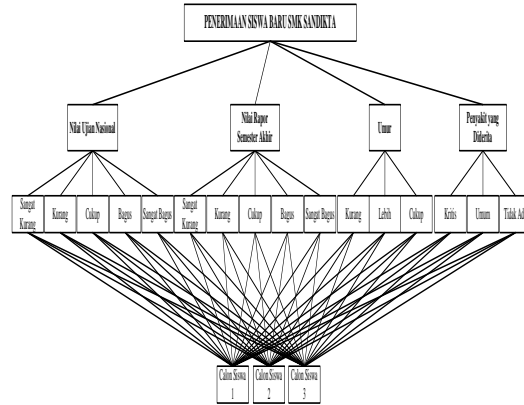 PENERIMAAN SISWA BARU SMK SANDIKTA
Nilai Ujian Nasional
Nilai Rapor
Semester Akhir
Umur
Penyakit yang
Diderita
Sangat
Kurang
Kurang
Cukup
Bagus
Sangat Bagus
Sangat
Kurang
Kurang
Cukup
Bagus
Sangat Bagus
Kurang
Lebih
Cukup
Kritis
Umum
Tidak Ad
Calon Siswa
1
Calon Siswa
2
Calon Siswa
3